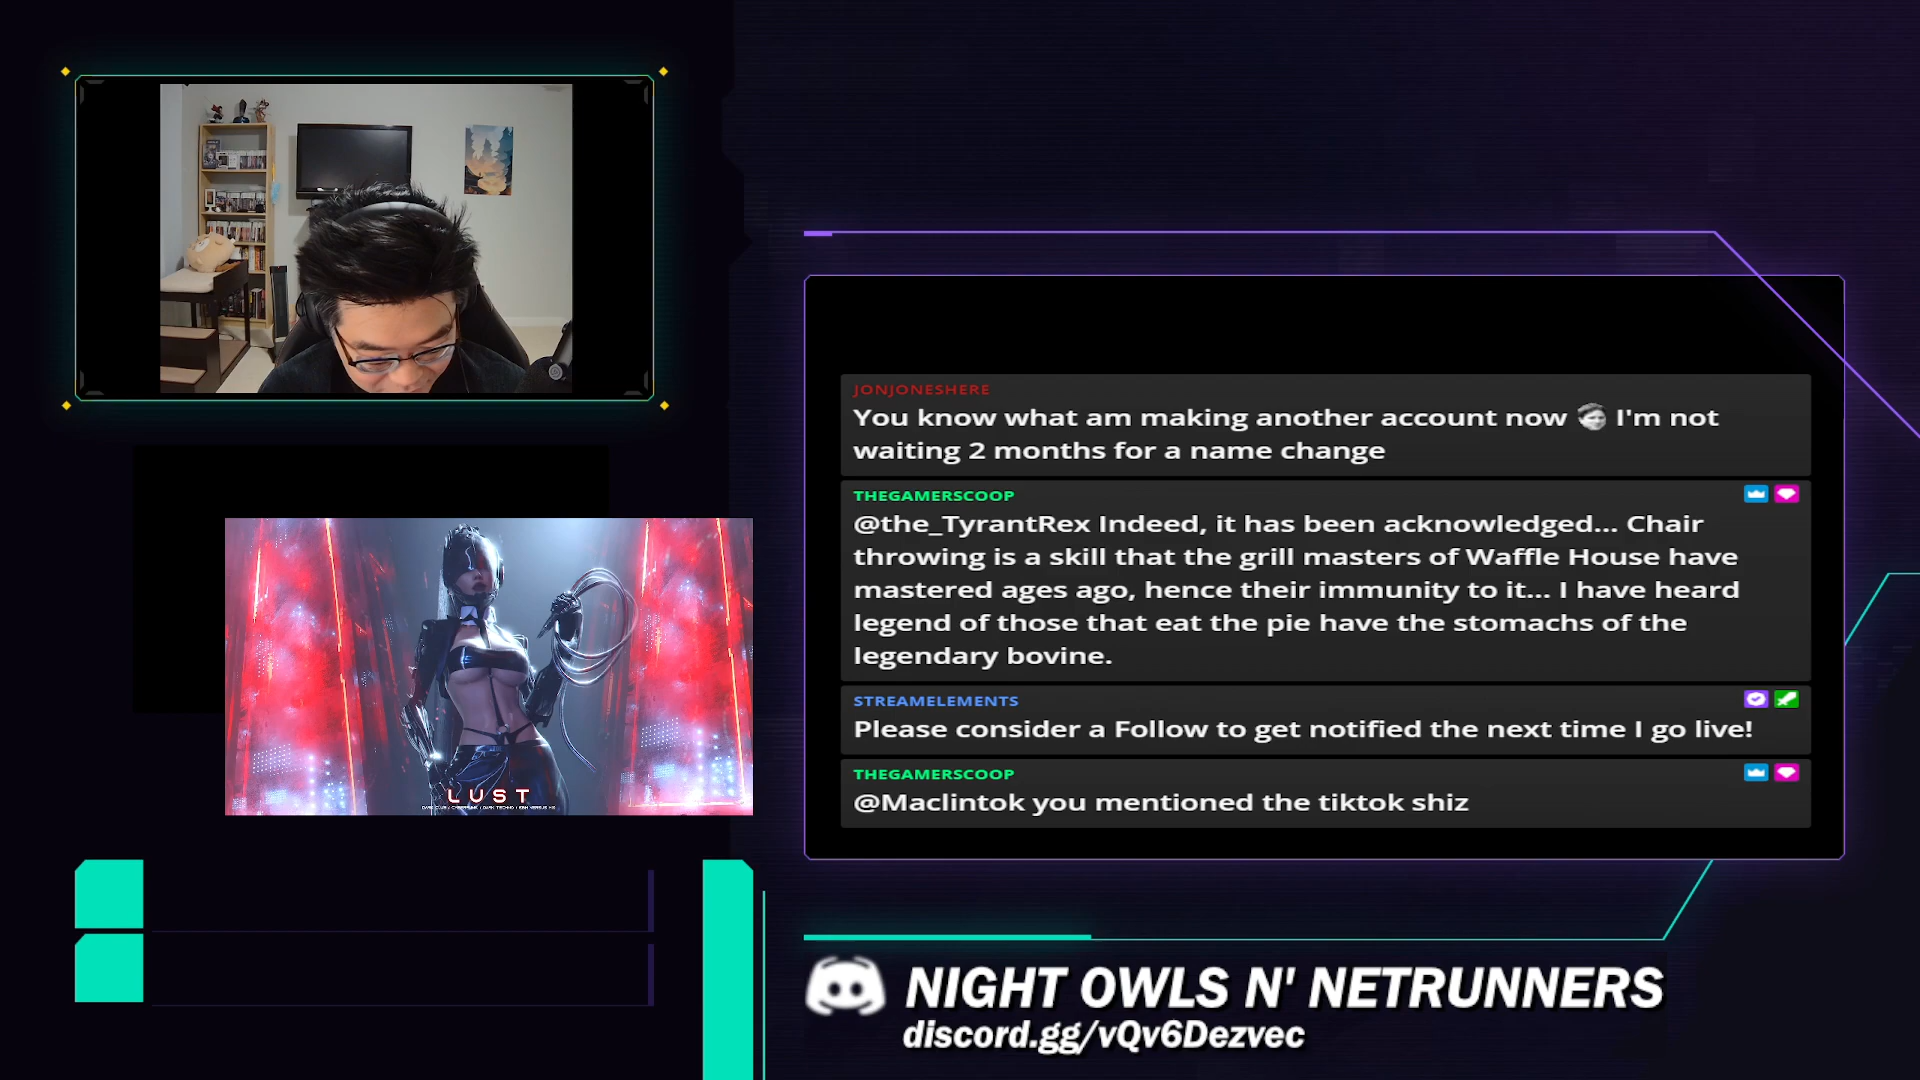 JONJONESHERE
You know what am making another account now I'm not
waiting 2 months for a name change
THEGAMERSCOOP
@the_TyrantRex Indeed, it has been acknowledged... Chair
throwing is a skill that the grill masters of Waffle House have
mastered ages ago, hence their immunity to it... I have heard
legend of those that eat the pie have the stomachs of the
legendary bovine.
STREAMELEMENTS
Please consider a Follow to get notified the next time I go live!
THEGAMERSCOOP
@Maclintok you mentioned the tiktok shiz
LUST
NIGHT OWLS N' NETRUNNERS
discord.gg/vQv6Dezvec